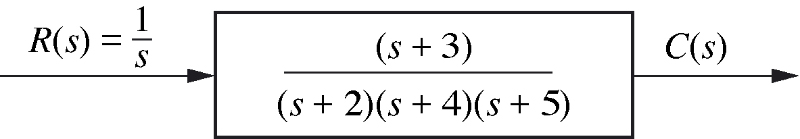 R(s) = 1/s
(s + 3)
(s + 2)(s + 4)(s + 5)
C(s)